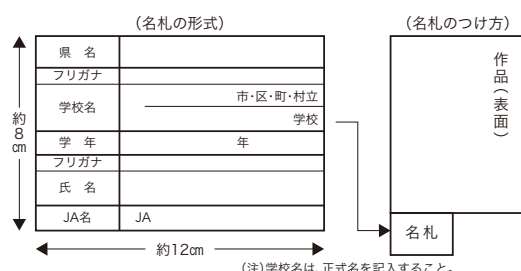 (名札の形式)
県 名
フリガナ
学校名
市・区・町・村立
学校
学 年
年
フリガナ
氏 名
JA名
JA
約8㎝
約12㎝
(名札のつけ方)
作品(表面)
名 札
(注)学校名は、正式名を記入すること。